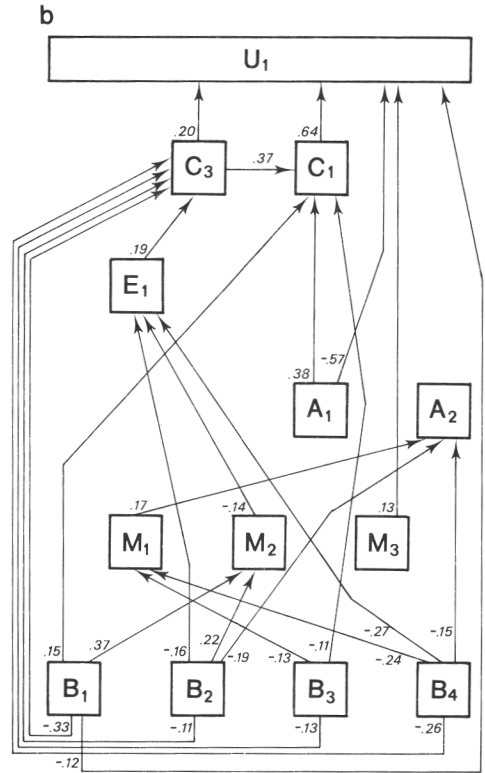 b
U₁
.20 .64
C₃ .37 C₁
.19
E₁
-.57
.38
A₁ A₂
.17 -.14 .13
M₁ M₂ M₃
.15 .37 -.16 .22 -.19 -.13 -.11 -.27 -.24 -.15
B₁ B₂ B₃ B₄
-.33 -.11 -.13 -.26
-.12